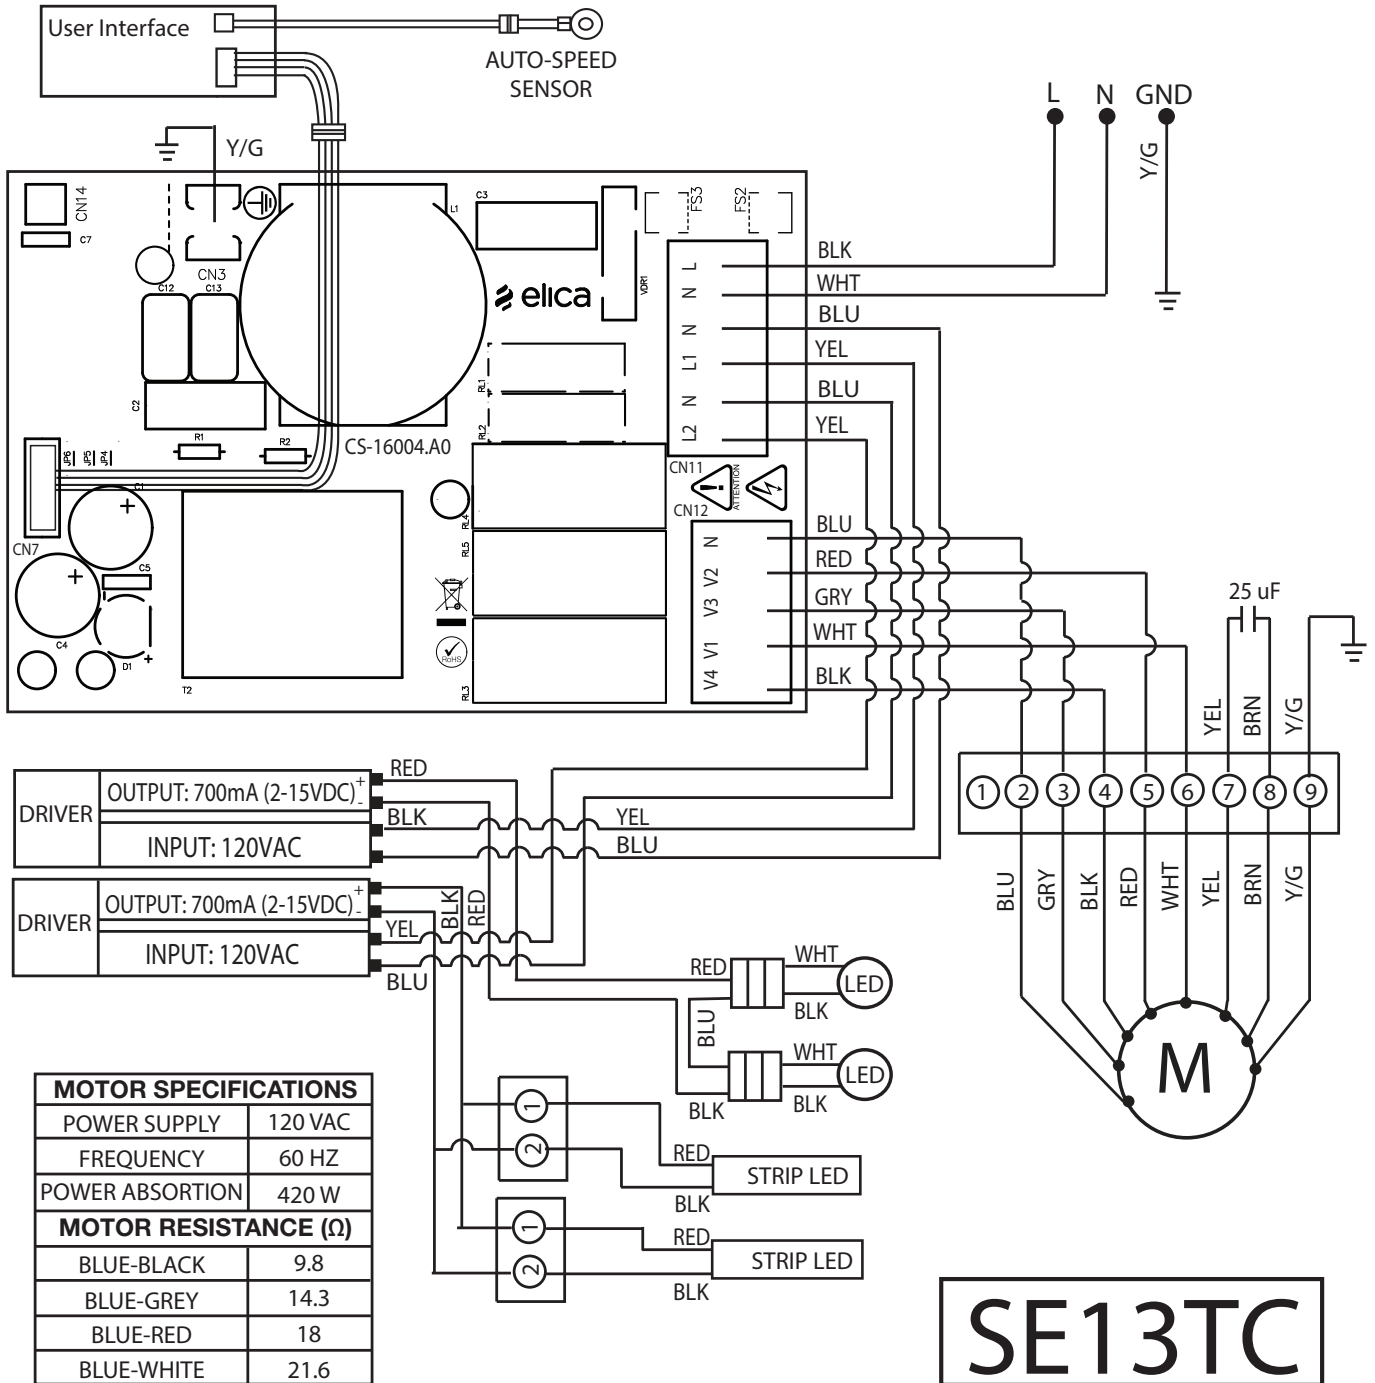 User Interface
AUTO-SPEED
SENSOR
L N GND
Y/G
Y/G
CN14
C7
CN3
C12 C13
L1
C3
VDR1
FS3
FS2
elica
C2
R1
R2
CS-16004.A0
RL1
RL2
L
N
N
L1
N
L2
BLK
WHT
BLU
YEL
BLU
YEL
CN11
ATTENTION
CN12
JP6
JP5
JP4
CN7
C1
C5
C4
D1
T2
RL4
RL5
RL3
RoHS
N
V2
V3
V1
V4
BLU
RED
GRY
WHT
BLK
25 uF
YEL
BRN
Y/G
1 2 3 4 5 6 7 8 9
BLU
GRY
BLK
RED
WHT
YEL
BRN
Y/G
M
DRIVER
OUTPUT: 700mA (2-15VDC) + -
INPUT: 120VAC
RED
BLK
YEL
BLU
DRIVER
OUTPUT: 700mA (2-15VDC) + -
INPUT: 120VAC
YEL
BLU
BLK
RED
RED
WHT
LED
BLK
BLU
WHT
LED
BLK
BLK
1
2
RED
STRIP LED
BLK
1
2
RED
STRIP LED
BLK
MOTOR SPECIFICATIONS
POWER SUPPLY 120 VAC
FREQUENCY 60 HZ
POWER ABSORTION 420 W
MOTOR RESISTANCE (Ω)
BLUE-BLACK 9.8
BLUE-GREY 14.3
BLUE-RED 18
BLUE-WHITE 21.6
SE13TC